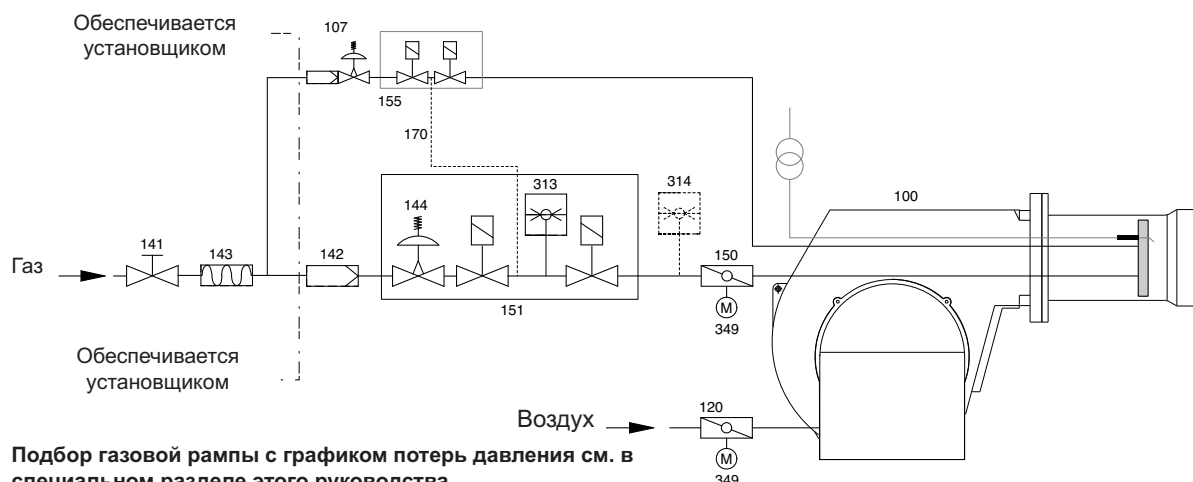 Обеспечивается
установщиком
107
155
170
144
313
314
100
Газ
141
143
142
150
151
M
349
Обеспечивается
установщиком
Воздух
120
M
349
Подбор газовой рампы с графиком потерь давления см. в
специальном разделе этого руководства